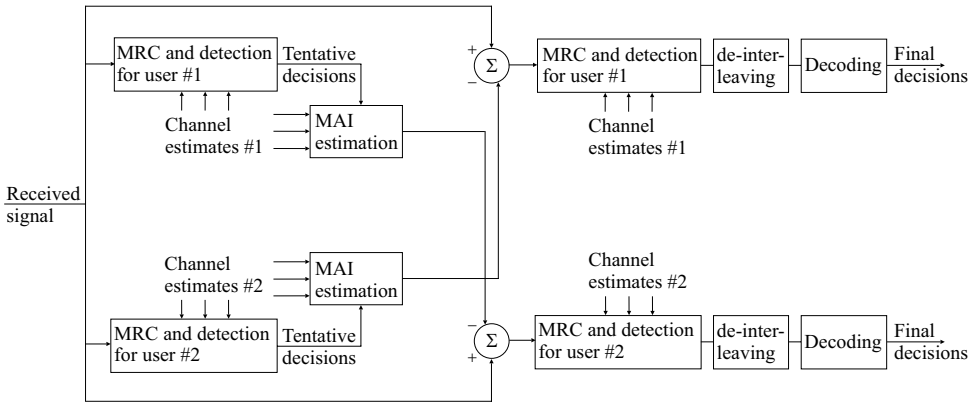 MRC and detection
for user #1
Tentative
decisions
Channel
estimates #1
MAI
estimation
+
−
Σ
MRC and detection
for user #1
Channel
estimates #1
de-inter-
leaving
Decoding
Final
decisions
Received
signal
Channel
estimates #2
MAI
estimation
MRC and detection
for user #2
Tentative
decisions
−
+
Σ
Channel
estimates #2
MRC and detection
for user #2
de-inter-
leaving
Decoding
Final
decisions